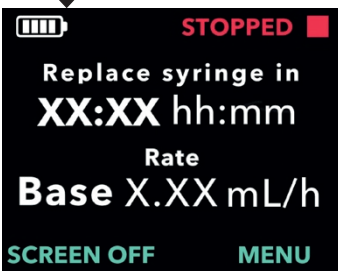 STOPPED
Replace syringe in
XX:XX hh:mm
Rate
Base X.XX mL/h
SCREEN OFF MENU